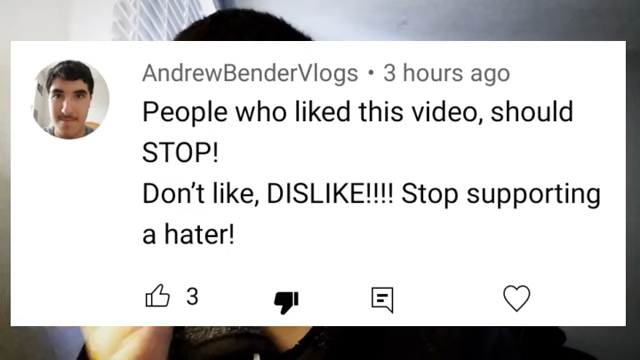 AndrewBenderVlogs • 3 hours ago
People who liked this video, should
STOP!
Don't like, DISLIKE!!!! Stop supporting
a hater!
3